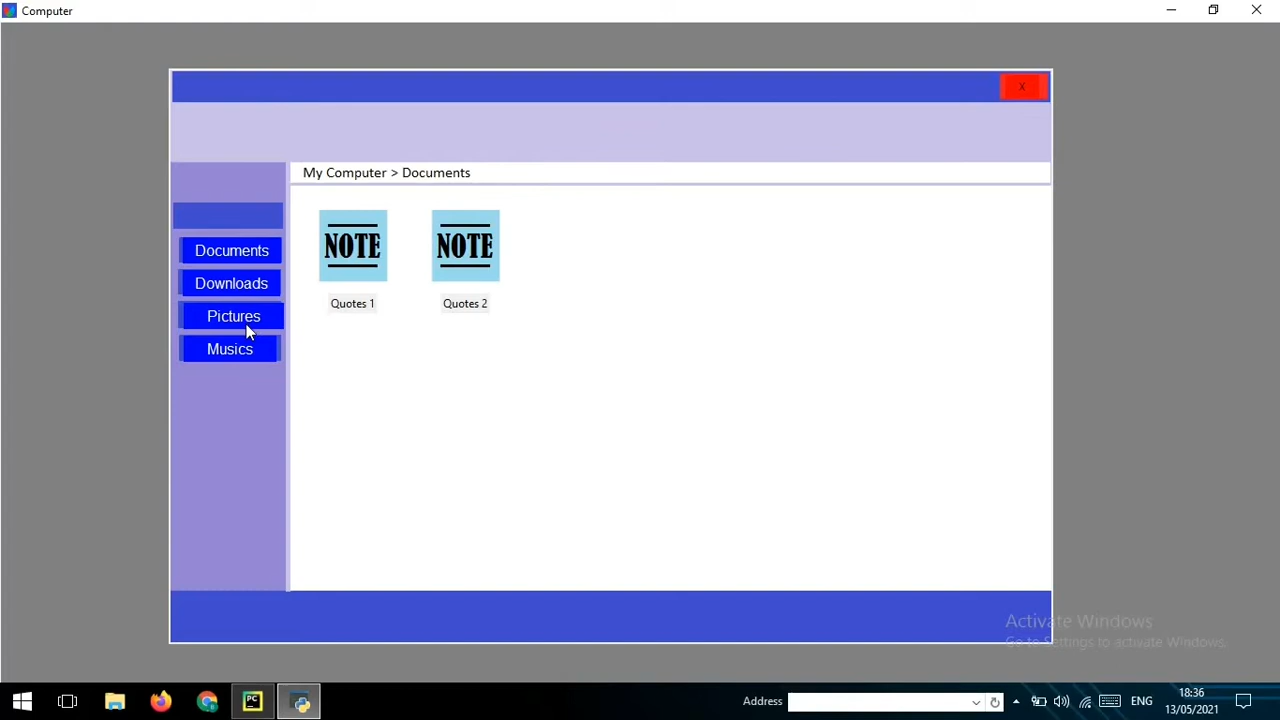 Computer
X
My Computer > Documents
Documents
Downloads
Pictures
Musics
NOTE
NOTE
Quotes 1
Quotes 2
Activate Windows
Go to Settings to activate Windows.
PC
Address
ENG
18:36
13/05/2021